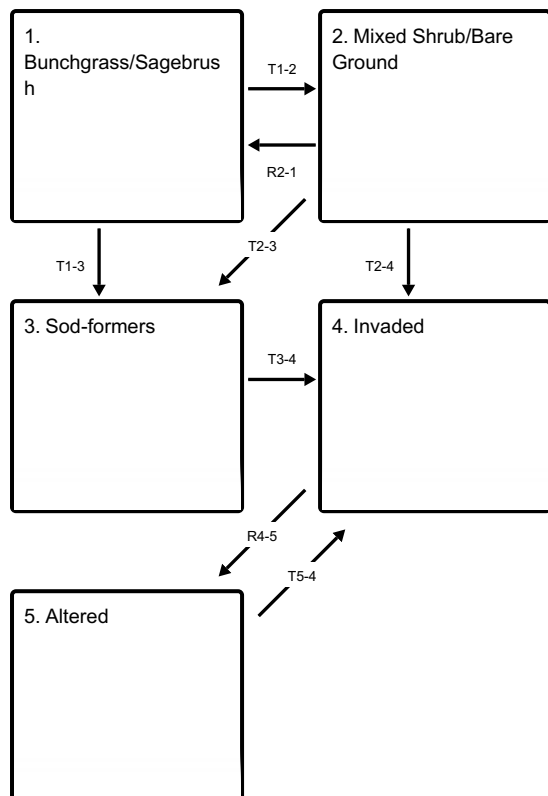 1.
Bunchgrass/Sagebrus
h
T1-2
2. Mixed Shrub/Bare
Ground
R2-1
T1-3
T2-3
T2-4
3. Sod-formers
T3-4
4. Invaded
R4-5
T5-4
5. Altered